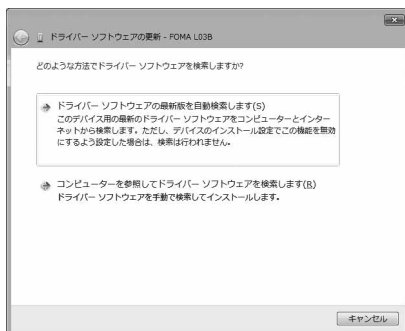 ドライバー ソフトウェアの更新 - FOMA L03B
どのような方法でドライバー ソフトウェアを検索しますか?
ドライバー ソフトウェアの最新版を自動検索します(S)
このデバイス用の最新のドライバー ソフトウェアをコンピューターとインター
ネットから検索します。ただし、デバイスのインストール設定でこの機能を無効
にするよう設定した場合は、検索は行われません。
コンピューターを参照してドライバー ソフトウェアを検索します(R)
ドライバー ソフトウェアを手動で検索してインストールします。
キャンセル